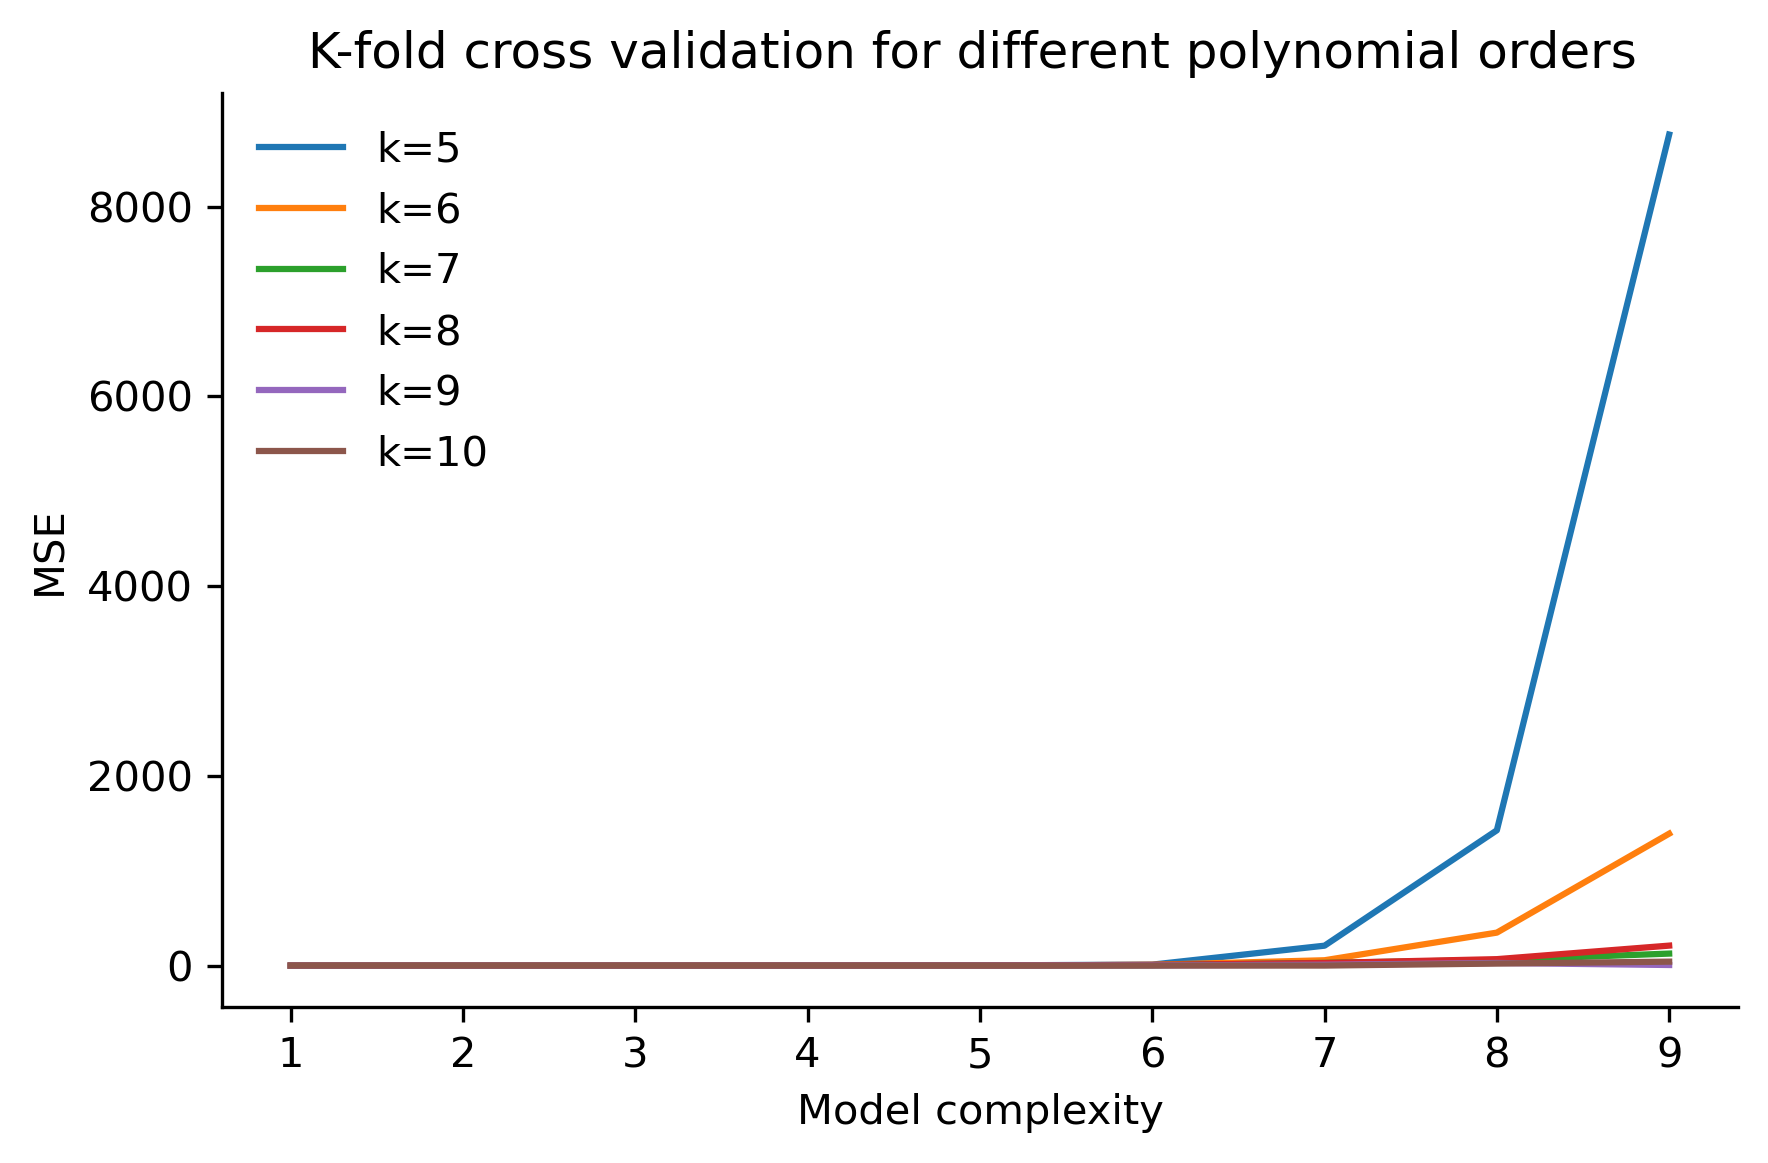 K-fold cross validation for different polynomial orders
k=5
k=6
k=7
k=8
k=9
k=10
8000
6000
4000
2000
0
MSE
1 2 3 4 5 6 7 8 9
Model complexity